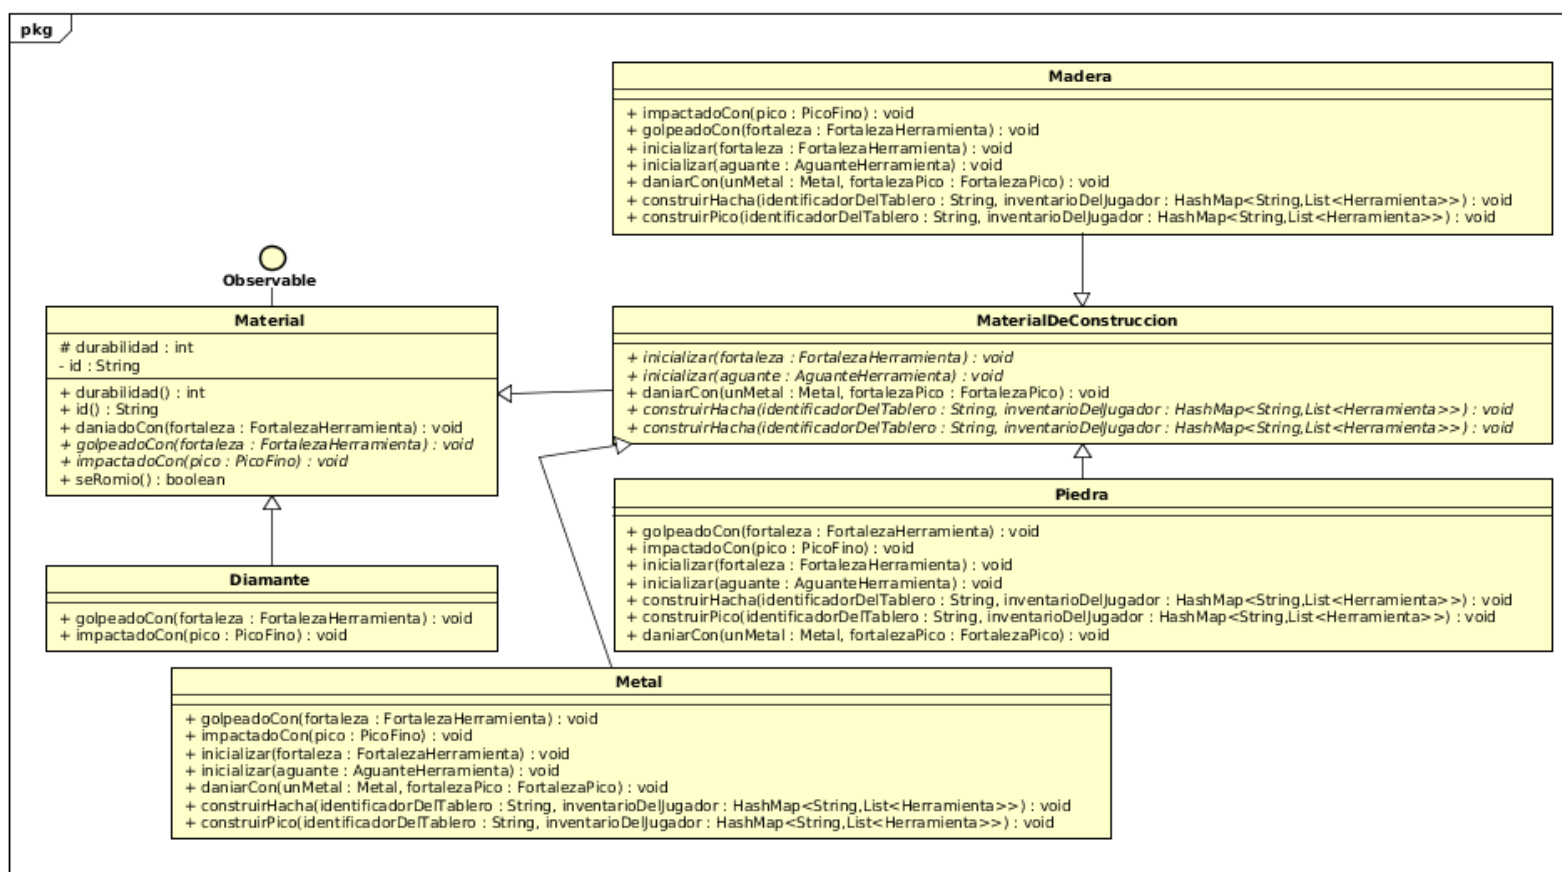 pkg
Madera
+ impactadoCon(pico : PicoFino) : void
+ golpeadoCon(fortaleza : FortalezaHerramienta) : void
+ inicializar(fortaleza : FortalezaHerramienta) : void
+ inicializar(aguante : AguanteHerramienta) : void
+ daniarCon(unMetal : Metal, fortalezaPico : FortalezaPico) : void
+ construirHacha(identificadorDelTablero : String, inventarioDelJugador : HashMap<String,List<Herramienta>>) : void
+ construirPico(identificadorDelTablero : String, inventarioDelJugador : HashMap<String,List<Herramienta>>) : void
Observable
Material
# durabilidad : int
- id : String
+ durabilidad() : int
+ id() : String
+ daniadoCon(fortaleza : FortalezaHerramienta) : void
+ golpeadoCon(fortaleza : FortalezaHerramienta) : void
+ impactadoCon(pico : PicoFino) : void
+ seRomio() : boolean
MaterialDeConstruccion
+ inicializar(fortaleza : FortalezaHerramienta) : void
+ inicializar(aguante : AguanteHerramienta) : void
+ daniarCon(unMetal : Metal, fortalezaPico : FortalezaPico) : void
+ construirHacha(identificadorDelTablero : String, inventarioDelJugador : HashMap<String,List<Herramienta>>) : void
+ construirHacha(identificadorDelTablero : String, inventarioDelJugador : HashMap<String,List<Herramienta>>) : void
Piedra
+ golpeadoCon(fortaleza : FortalezaHerramienta) : void
+ impactadoCon(pico : PicoFino) : void
+ inicializar(fortaleza : FortalezaHerramienta) : void
+ inicializar(aguante : AguanteHerramienta) : void
+ construirHacha(identificadorDelTablero : String, inventarioDelJugador : HashMap<String,List<Herramienta>>) : void
+ construirPico(identificadorDelTablero : String, inventarioDelJugador : HashMap<String,List<Herramienta>>) : void
+ daniarCon(unMetal : Metal, fortalezaPico : FortalezaPico) : void
Diamante
+ golpeadoCon(fortaleza : FortalezaHerramienta) : void
+ impactadoCon(pico : PicoFino) : void
Metal
+ golpeadoCon(fortaleza : FortalezaHerramienta) : void
+ impactadoCon(pico : PicoFino) : void
+ inicializar(fortaleza : FortalezaHerramienta) : void
+ inicializar(aguante : AguanteHerramienta) : void
+ daniarCon(unMetal : Metal, fortalezaPico : FortalezaPico) : void
+ construirHacha(identificadorDelTablero : String, inventarioDelJugador : HashMap<String,List<Herramienta>>) : void
+ construirPico(identificadorDelTablero : String, inventarioDelJugador : HashMap<String,List<Herramienta>>) : void